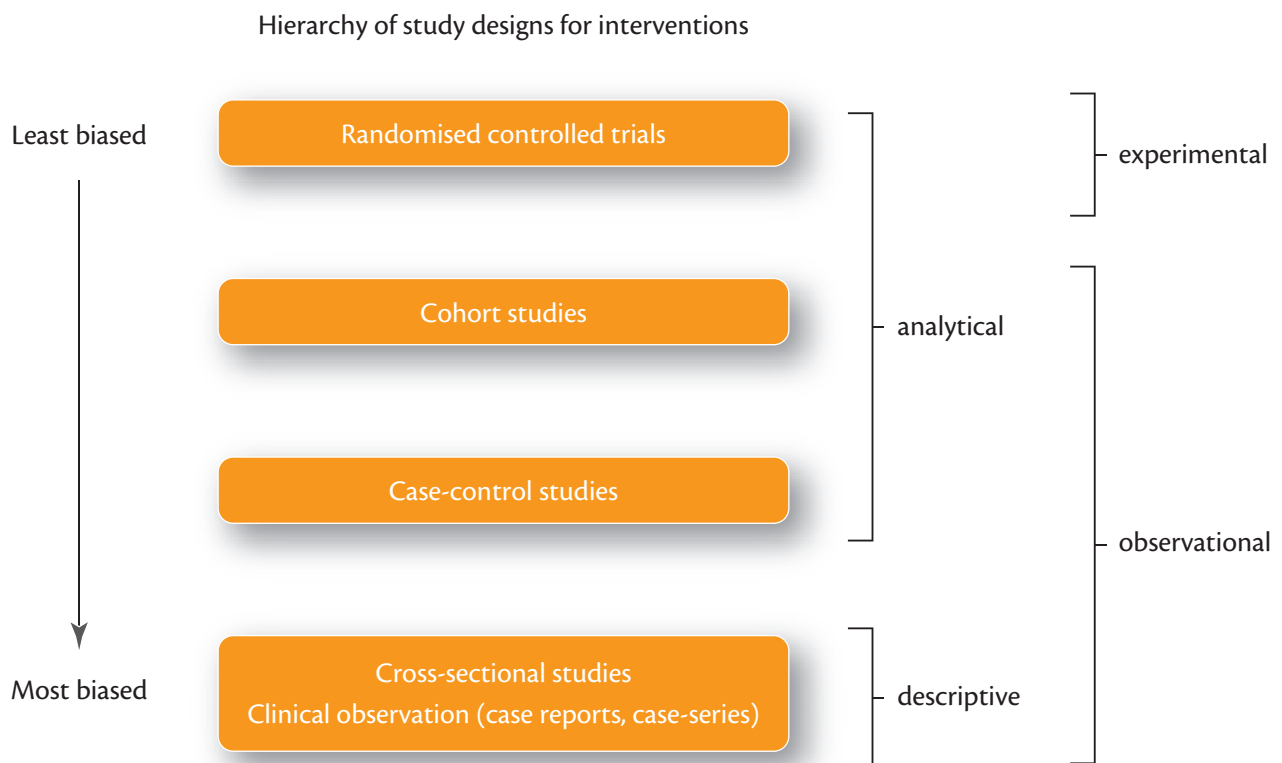 Hierarchy of study designs for interventions
Least biased
Randomised controlled trials
experimental
Cohort studies
analytical
Case-control studies
observational
Most biased
Cross-sectional studies
Clinical observation (case reports, case-series)
descriptive